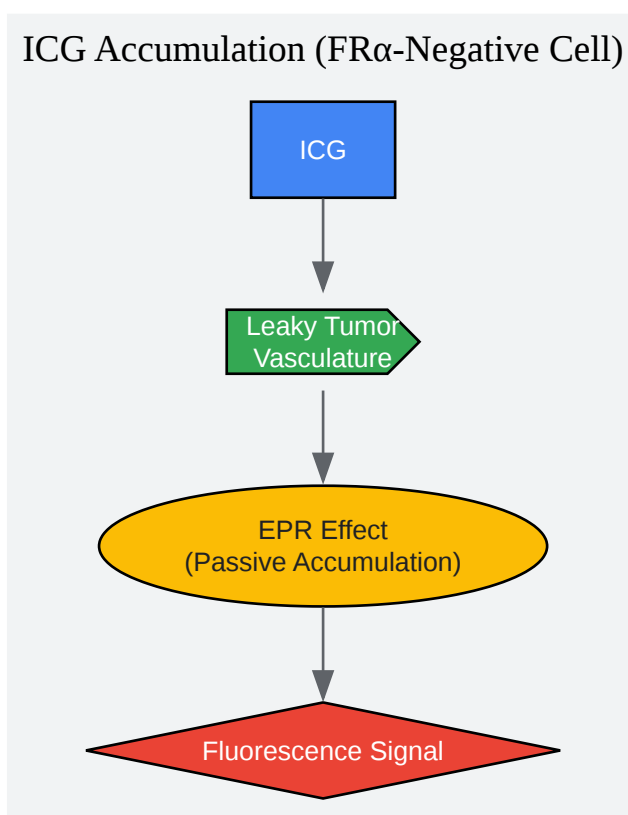 ICG Accumulation (FRα-Negative Cell)
ICG
Leaky Tumor
Vasculature
EPR Effect
(Passive Accumulation)
Fluorescence Signal